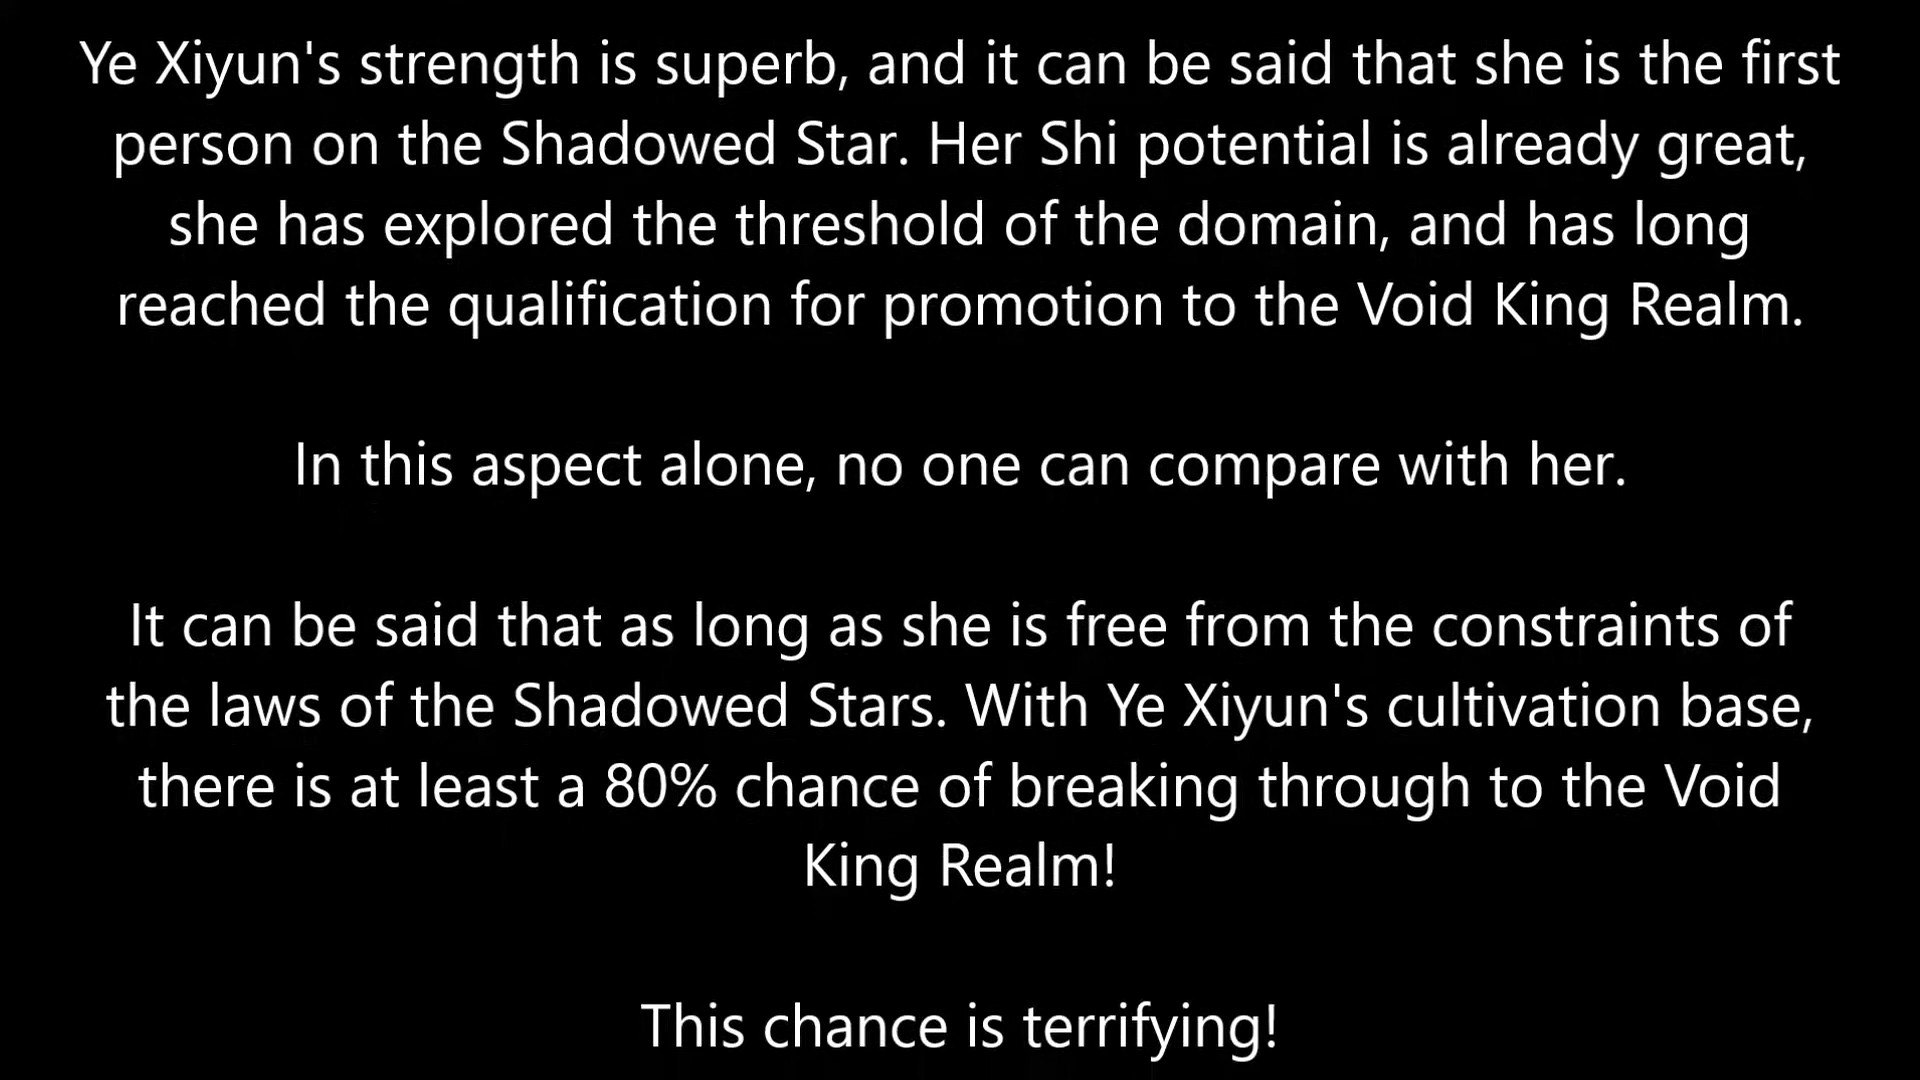 Ye Xiyun's strength is superb, and it can be said that she is the first
person on the Shadowed Star. Her Shi potential is already great,
she has explored the threshold of the domain, and has long
reached the qualification for promotion to the Void King Realm.
In this aspect alone, no one can compare with her.
It can be said that as long as she is free from the constraints of
the laws of the Shadowed Stars. With Ye Xiyun's cultivation base,
there is at least a 80% chance of breaking through to the Void
King Realm!
This chance is terrifying!